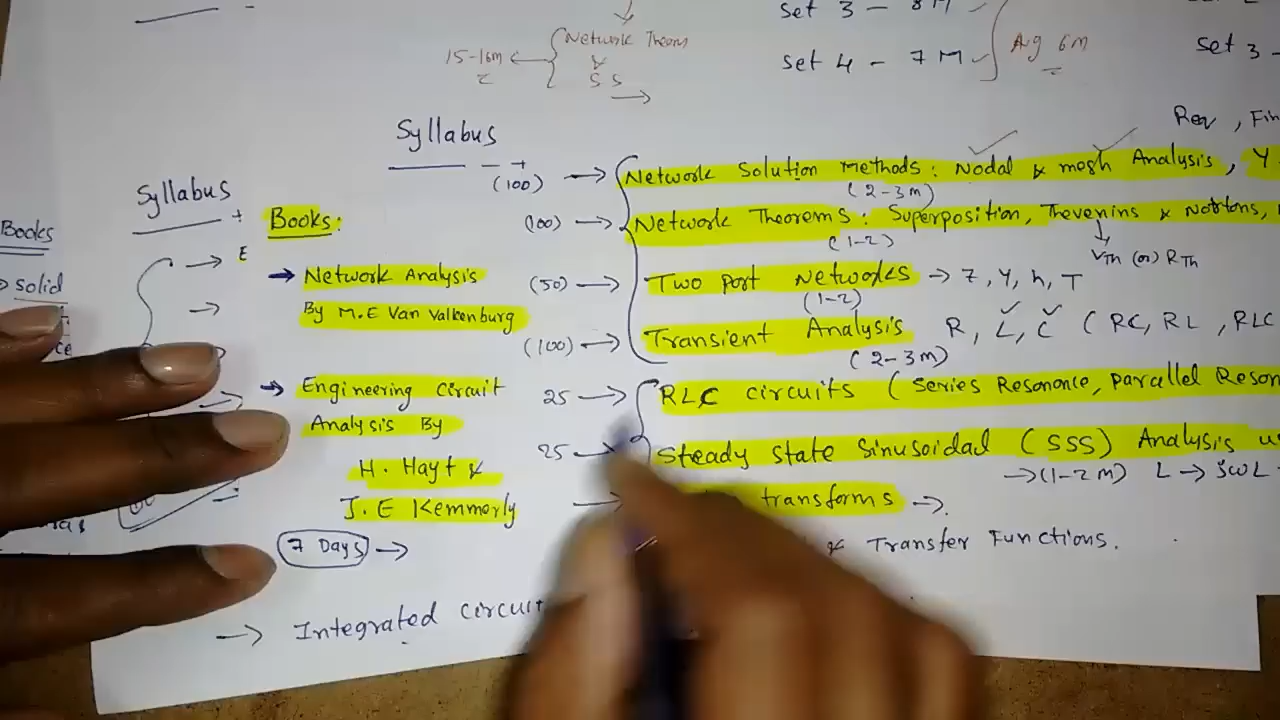 set 3 - 8 M
15-16m ← Network Theorm
&
S S
→
set 4 - 7 M
Avg 6m
set 3 -
Rev , Fin
Syllabus
(100) → Network Solution Methods : Nodal & mesh Analysis , Y
(2-3m)
(100) → Network Theorems : Superposition, Thevenins & Nortons,
(1-2)
VTh (or) RTh
(50) → Two port Networks → Z, Y, h, T
(1-2)
(100) → Transient Analysis R, L, C ( RC, RL , RLC
(2-3m)
25 → RLC circuits ( Series Resonance, parallel Reson
25 → Steady state Sinusoidad (SSS) Analysis u
→ (1-2m) L → jωL
→ transforms →.
& Transfer Functions.
Syllabus
→ E
→
Books:
→ Network Analysis
By M.E Van Valkenburg
→ Engineering Circuit
Analysis By
H. Hayt &
J. E Kemmerly
7 Days →
→ Integrated circuit
Books
solid